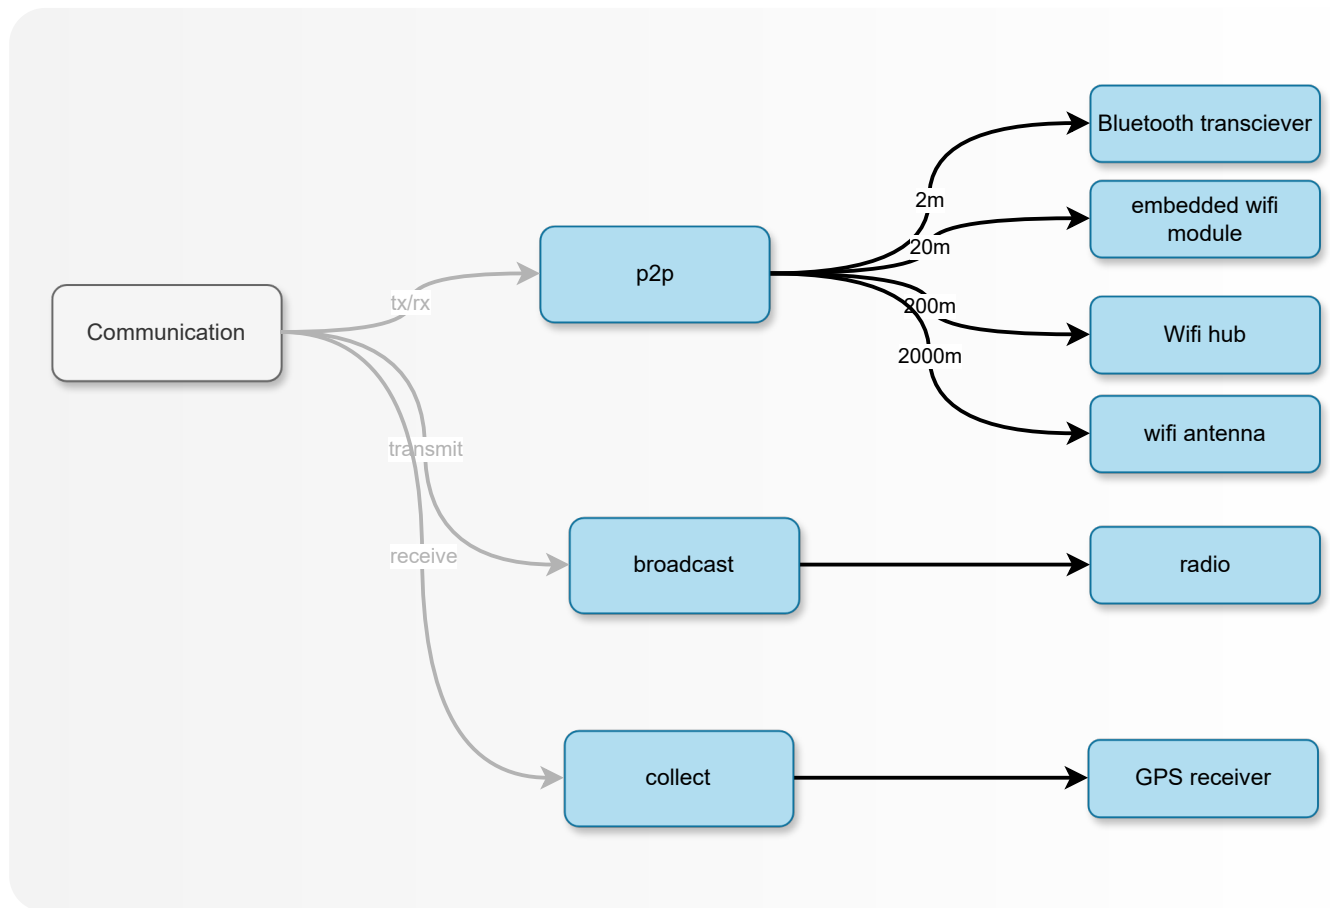 Communication
tx/rx
transmit
receive
p2p
2m
20m
200m
2000m
Bluetooth transciever
embedded wifi
module
Wifi hub
wifi antenna
broadcast
radio
collect
GPS receiver